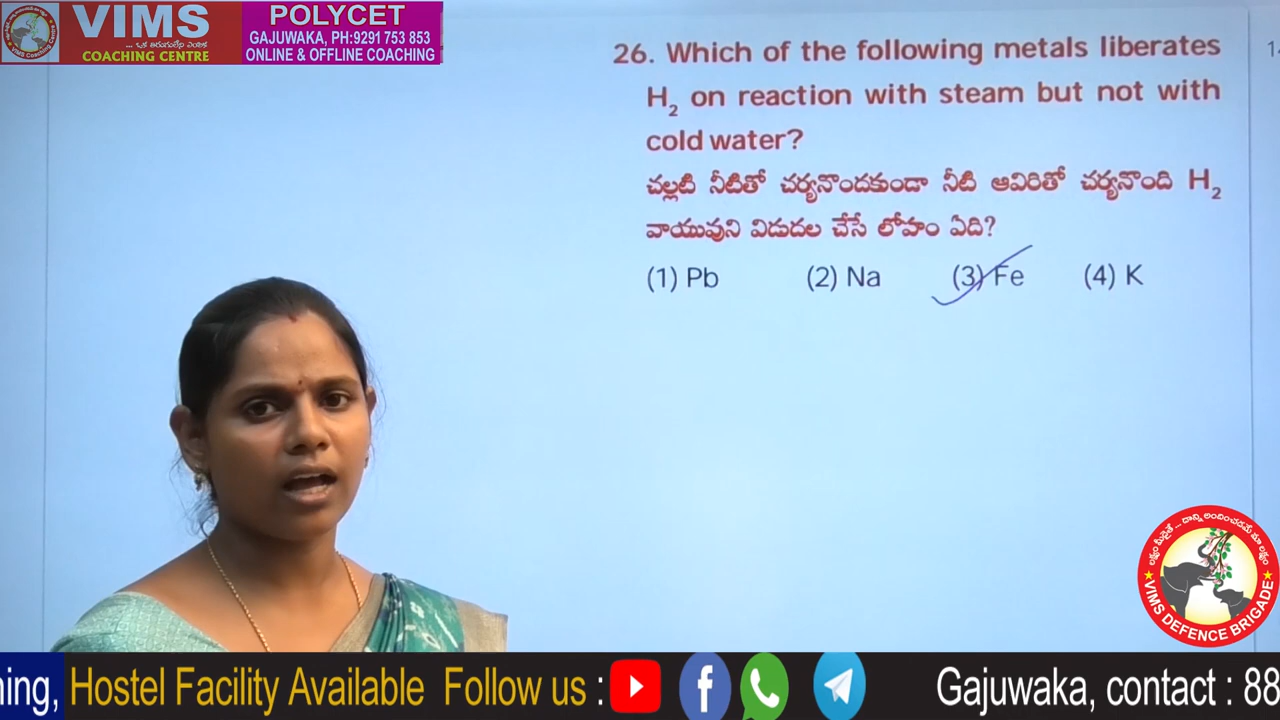 VIMS
... ఒక తిరుగులేని ఎంపిక
COACHING CENTRE
POLYCET
GAJUWAKA, PH:9291 753 853
ONLINE & OFFLINE COACHING
26. Which of the following metals liberates
H₂ on reaction with steam but not with
cold water?
చల్లటి నీటితో చర్యనొందకుండా నీటి ఆవిరితో చర్యనొంది H₂
వాయువుని విడుదల చేసే లోహం ఏది?
(1) Pb (2) Na (3) Fe (4) K
VIMS DEFENCE BRIGADE
ning, Hostel Facility Available Follow us : Gajuwaka, contact : 88